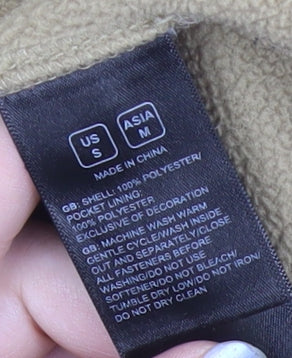 US
S
ASIA
M
MADE IN CHINA
GB: SHELL: 100% POLYESTER/
POCKET LINING:
100% POLYESTER
EXCLUSIVE OF DECORATION
GB: MACHINE WASH WARM
GENTLE CYCLE/WASH INSIDE
OUT AND SEPARATELY/CLOSE
ALL FASTENERS BEFORE
WASHING/DO NOT USE
SOFTENER/DO NOT BLEACH/
TUMBLE DRY LOW/DO NOT IRON/
DO NOT DRY CLEAN